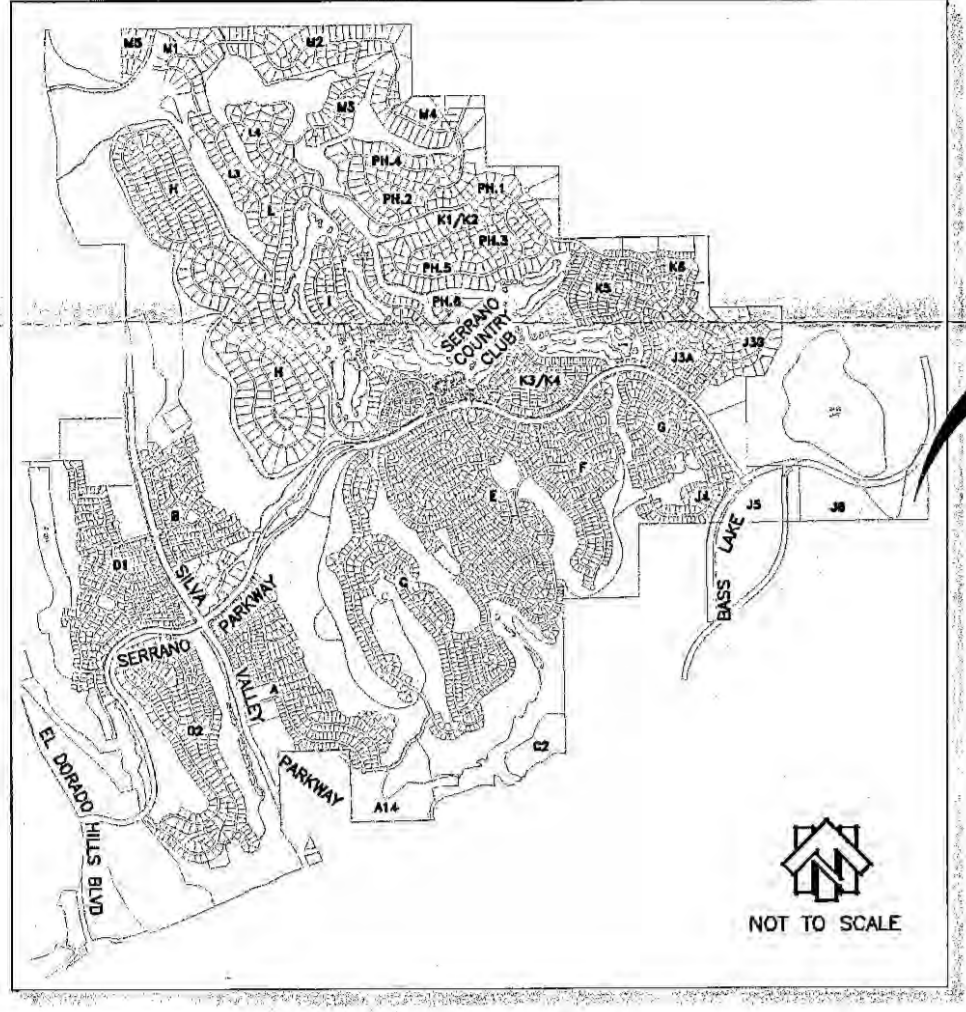 M5
M1
M2
M3
M4
L4
L3
L
H
PH.4
PH.2
PH.1
K1/K2
PH.3
PH.5
PH.6
I
K5
K6
SERRANO
COUNTRY
CLUB
H
K3/K4
J3A
G
F
E
J4
J5
J6
BASS LAKE
B
D1
SILVA
VALLEY
PARKWAY
SERRANO
PARKWAY
C
A
D2
C2
A14
EL DORADO HILLS BLVD
NOT TO SCALE